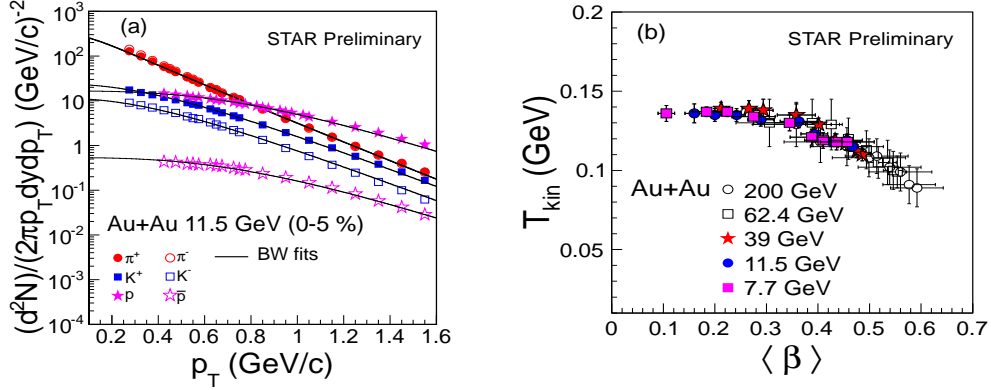 (a)
STAR Preliminary
(d²N)/(2πp_T dydp_T) (GeV/c)⁻²
10³
10²
10
1
10⁻¹
10⁻²
10⁻³
10⁻⁴
Au+Au 11.5 GeV (0-5 %)
π⁺ π⁻ BW fits
K⁺ K⁻
p p̅
0.2 0.4 0.6 0.8 1.0 1.2 1.4 1.6
p_T (GeV/c)
(b)
STAR Preliminary
T_kin (GeV)
0.2
0.15
0.1
0.05
Au+Au
200 GeV
62.4 GeV
39 GeV
11.5 GeV
7.7 GeV
0 0.1 0.2 0.3 0.4 0.5 0.6 0.7
⟨ β ⟩